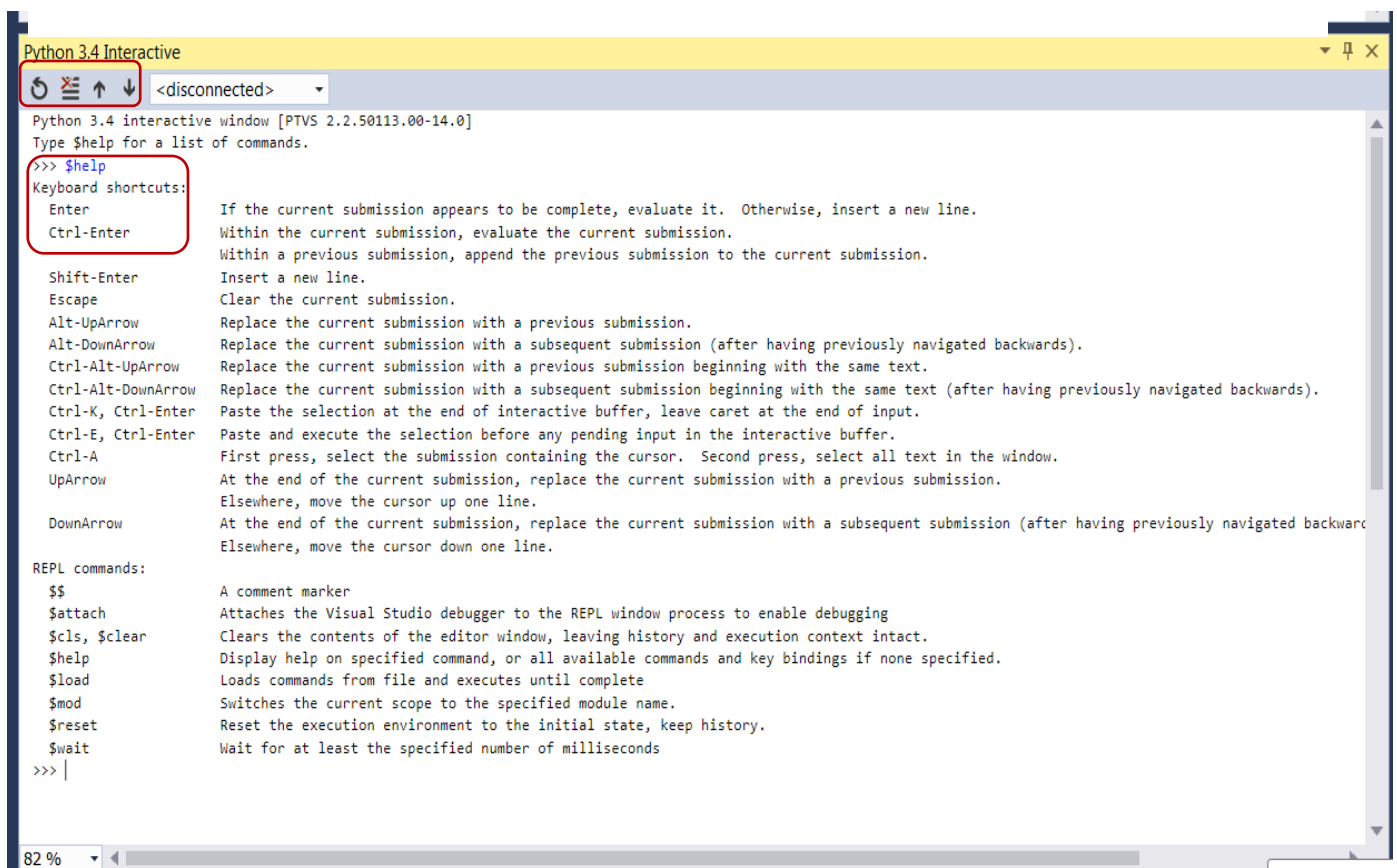 Python 3.4 Interactive
<disconnected>
Python 3.4 interactive window [PTVS 2.2.50113.00-14.0]
Type $help for a list of commands.
>>> $help
Keyboard shortcuts:
Enter If the current submission appears to be complete, evaluate it.  Otherwise, insert a new line.
Ctrl-Enter Within the current submission, evaluate the current submission.
Within a previous submission, append the previous submission to the current submission.
Shift-Enter Insert a new line.
Escape Clear the current submission.
Alt-UpArrow Replace the current submission with a previous submission.
Alt-DownArrow Replace the current submission with a subsequent submission (after having previously navigated backwards).
Ctrl-Alt-UpArrow Replace the current submission with a previous submission beginning with the same text.
Ctrl-Alt-DownArrow Replace the current submission with a subsequent submission beginning with the same text (after having previously navigated backwards).
Ctrl-K, Ctrl-Enter Paste the selection at the end of interactive buffer, leave caret at the end of input.
Ctrl-E, Ctrl-Enter Paste and execute the selection before any pending input in the interactive buffer.
Ctrl-A First press, select the submission containing the cursor.  Second press, select all text in the window.
UpArrow At the end of the current submission, replace the current submission with a previous submission.
Elsewhere, move the cursor up one line.
DownArrow At the end of the current submission, replace the current submission with a subsequent submission (after having previously navigated backward
Elsewhere, move the cursor down one line.
REPL commands:
$$ A comment marker
$attach Attaches the Visual Studio debugger to the REPL window process to enable debugging
$cls, $clear Clears the contents of the editor window, leaving history and execution context intact.
$help Display help on specified command, or all available commands and key bindings if none specified.
$load Loads commands from file and executes until complete
$mod Switches the current scope to the specified module name.
$reset Reset the execution environment to the initial state, keep history.
$wait Wait for at least the specified number of milliseconds
>>>
82 %